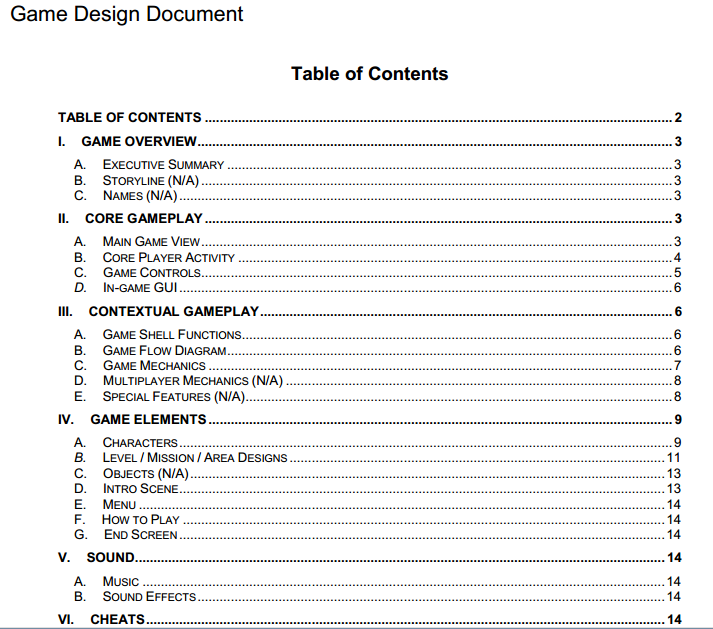 Game Design Document
Table of Contents
TABLE OF CONTENTS ........................................ 2
I. GAME OVERVIEW........................................ 3
A. EXECUTIVE SUMMARY ........................................ 3
B. STORYLINE (N/A) ........................................ 3
C. NAMES (N/A) ........................................ 3
II. CORE GAMEPLAY ........................................ 3
A. MAIN GAME VIEW ........................................ 3
B. CORE PLAYER ACTIVITY ........................................ 4
C. GAME CONTROLS........................................ 5
D. IN-GAME GUI ........................................ 6
III. CONTEXTUAL GAMEPLAY ........................................ 6
A. GAME SHELL FUNCTIONS........................................ 6
B. GAME FLOW DIAGRAM........................................ 6
C. GAME MECHANICS ........................................ 7
D. MULTIPLAYER MECHANICS (N/A) ........................................ 8
E. SPECIAL FEATURES (N/A)........................................ 8
IV. GAME ELEMENTS ........................................ 9
A. CHARACTERS ........................................ 9
B. LEVEL / MISSION / AREA DESIGNS ........................................ 11
C. OBJECTS (N/A) ........................................ 13
D. INTRO SCENE........................................ 13
E. MENU ........................................ 14
F. HOW TO PLAY ........................................ 14
G. END SCREEN ........................................ 14
V. SOUND........................................ 14
A. MUSIC ........................................ 14
B. SOUND EFFECTS ........................................ 14
VI. CHEATS ........................................ 14